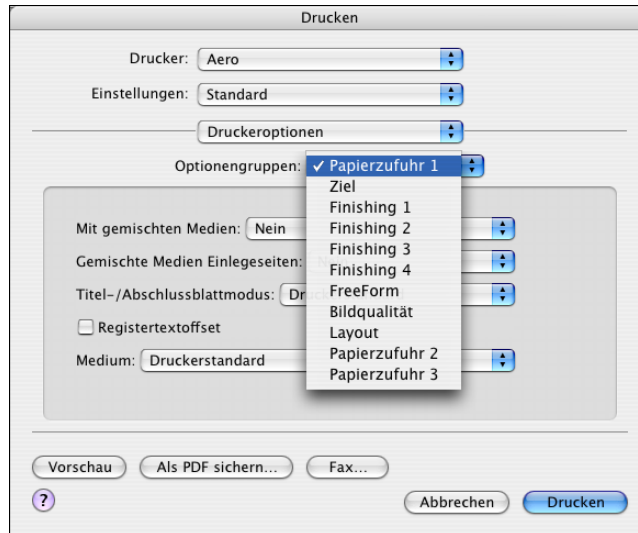 Drucken
Drucker: Aero
Einstellungen: Standard
Druckeroptionen
Optionengruppen: ✓ Papierzufuhr 1
Ziel
Finishing 1
Mit gemischten Medien: Nein
Finishing 2
Finishing 3
Gemischte Medien Einlegeseiten:
Finishing 4
FreeForm
Titel-/Abschlussblattmodus:
Bildqualität
Registertextoffset
Layout
Papierzufuhr 2
Medium: Druckerstandard
Papierzufuhr 3
Vorschau Als PDF sichern... Fax...
? Abbrechen Drucken